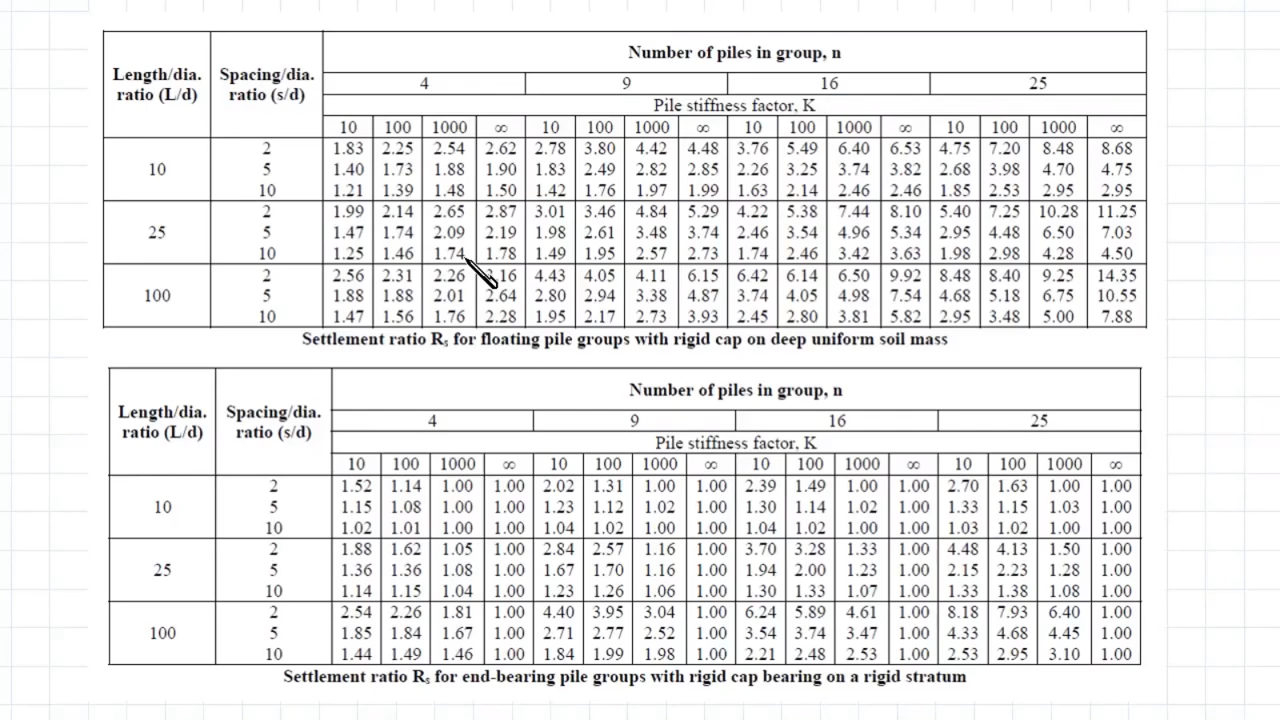 Number of piles in group, n
Length/dia. ratio (L/d) Spacing/dia. ratio (s/d) 4 9 16 25
Pile stiffness factor, K
10 100 1000 ∞ 10 100 1000 ∞ 10 100 1000 ∞ 10 100 1000 ∞
2 1.83 2.25 2.54 2.62 2.78 3.80 4.42 4.48 3.76 5.49 6.40 6.53 4.75 7.20 8.48 8.68
10 5 1.40 1.73 1.88 1.90 1.83 2.49 2.82 2.85 2.26 3.25 3.74 3.82 2.68 3.98 4.70 4.75
10 1.21 1.39 1.48 1.50 1.42 1.76 1.97 1.99 1.63 2.14 2.46 2.46 1.85 2.53 2.95 2.95
2 1.99 2.14 2.65 2.87 3.01 3.46 4.84 5.29 4.22 5.38 7.44 8.10 5.40 7.25 10.28 11.25
25 5 1.47 1.74 2.09 2.19 1.98 2.61 3.48 3.74 2.46 3.54 4.96 5.34 2.95 4.48 6.50 7.03
10 1.25 1.46 1.74 1.78 1.49 1.95 2.57 2.73 1.74 2.46 3.42 3.63 1.98 2.98 4.28 4.50
2 2.56 2.31 2.26 4.43 4.05 4.11 6.15 6.42 6.14 6.50 9.92 8.48 8.40 9.25 14.35
100 5 1.88 1.88 2.01 2.64 2.80 2.94 3.38 4.87 3.74 4.05 4.98 7.54 4.68 5.18 6.75 10.55
10 1.47 1.56 1.76 2.28 1.95 2.17 2.73 3.93 2.45 2.80 3.81 5.82 2.95 3.48 5.00 7.88
Settlement ratio Rs for floating pile groups with rigid cap on deep uniform soil mass
Number of piles in group, n
Length/dia. ratio (L/d) Spacing/dia. ratio (s/d) 4 9 16 25
Pile stiffness factor, K
10 100 1000 ∞ 10 100 1000 ∞ 10 100 1000 ∞ 10 100 1000 ∞
2 1.52 1.14 1.00 1.00 2.02 1.31 1.00 1.00 2.39 1.49 1.00 1.00 2.70 1.63 1.00 1.00
10 5 1.15 1.08 1.00 1.00 1.23 1.12 1.02 1.00 1.30 1.14 1.02 1.00 1.33 1.15 1.03 1.00
10 1.02 1.01 1.00 1.00 1.04 1.02 1.00 1.00 1.04 1.02 1.00 1.00 1.03 1.02 1.00 1.00
2 1.88 1.62 1.05 1.00 2.84 2.57 1.16 1.00 3.70 3.28 1.33 1.00 4.48 4.13 1.50 1.00
25 5 1.36 1.36 1.08 1.00 1.67 1.70 1.16 1.00 1.94 2.00 1.23 1.00 2.15 2.23 1.28 1.00
10 1.14 1.15 1.04 1.00 1.23 1.26 1.06 1.00 1.30 1.33 1.07 1.00 1.33 1.38 1.08 1.00
2 2.54 2.26 1.81 1.00 4.40 3.95 3.04 1.00 6.24 5.89 4.61 1.00 8.18 7.93 6.40 1.00
100 5 1.85 1.84 1.67 1.00 2.71 2.77 2.52 1.00 3.54 3.74 3.47 1.00 4.33 4.68 4.45 1.00
10 1.44 1.49 1.46 1.00 1.84 1.99 1.98 1.00 2.21 2.48 2.53 1.00 2.53 2.95 3.10 1.00
Settlement ratio Rs for end-bearing pile groups with rigid cap bearing on a rigid stratum